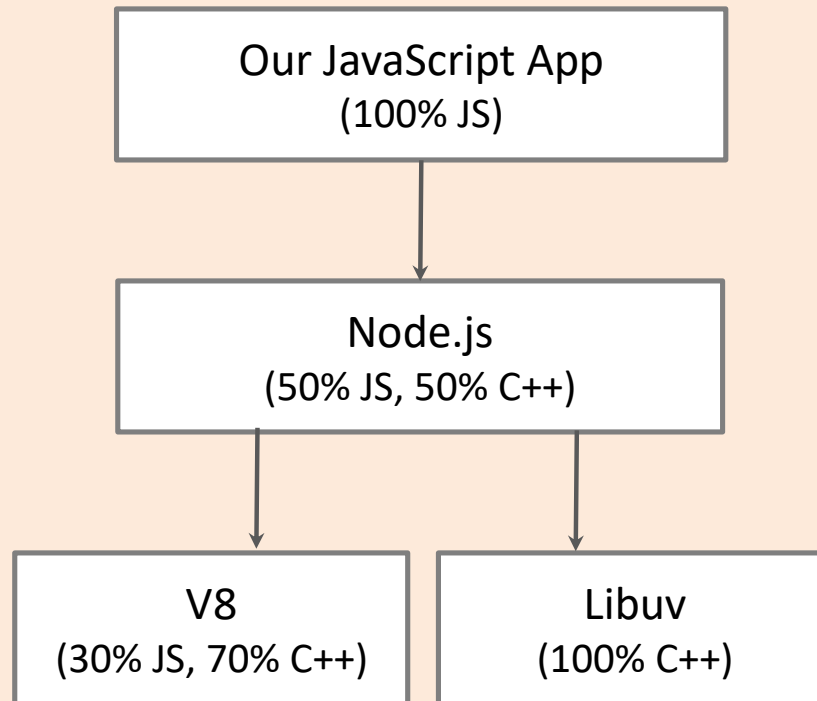 Our JavaScript App
(100% JS)
Node.js
(50% JS, 50% C++)
V8
(30% JS, 70% C++)
Libuv
(100% C++)